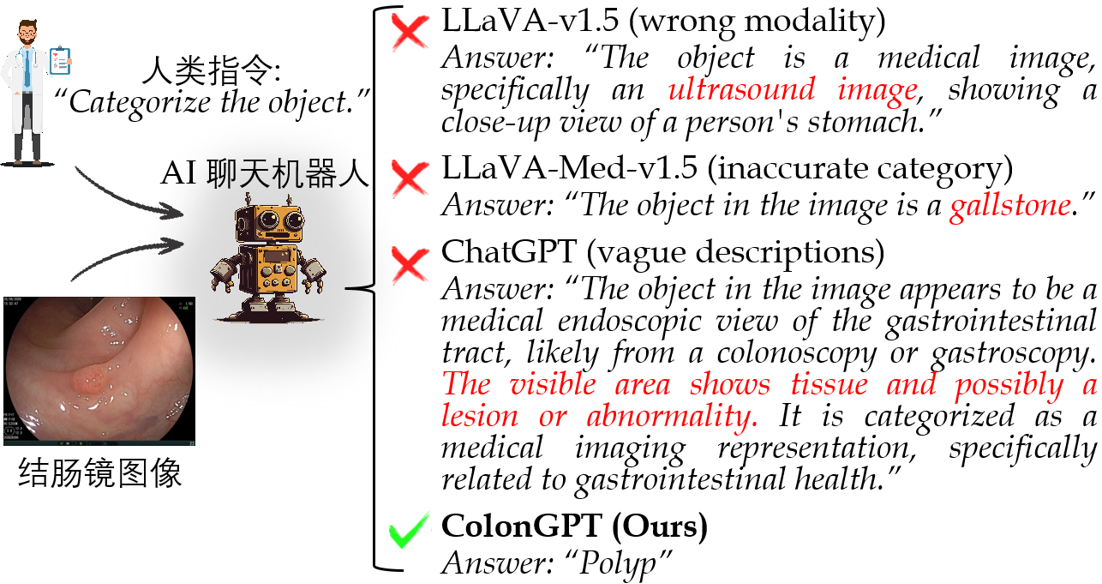 人类指令:
“Categorize the object.”
AI 聊天机器人
结肠镜图像
LLaVA-v1.5 (wrong modality)
Answer: “The object is a medical image,
specifically an ultrasound image, showing a
close-up view of a person's stomach.”
LLaVA-Med-v1.5 (inaccurate category)
Answer: “The object in the image is a gallstone.”
ChatGPT (vague descriptions)
Answer: “The object in the image appears to be a
medical endoscopic view of the gastrointestinal
tract, likely from a colonoscopy or gastroscopy.
The visible area shows tissue and possibly a
lesion or abnormality. It is categorized as a
medical imaging representation, specifically
related to gastrointestinal health.”
ColonGPT (Ours)
Answer: “Polyp”